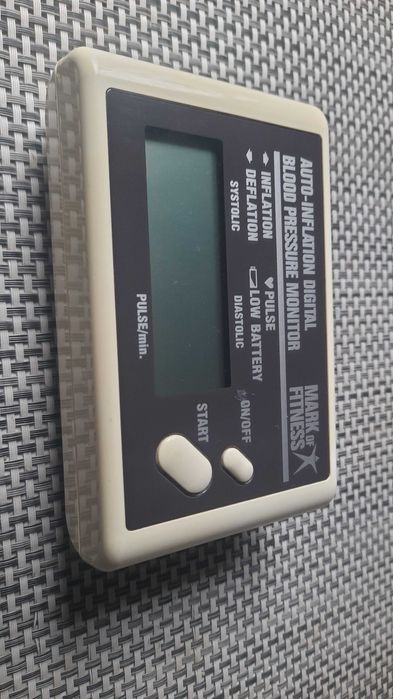 AUTO-INFLATION DIGITAL
BLOOD PRESSURE MONITOR
MARK OF
FITNESS
INFLATION
PULSE
DEFLATION
LOW BATTERY
SYSTOLIC
DIASTOLIC
ON/OFF
START
PULSE/min.